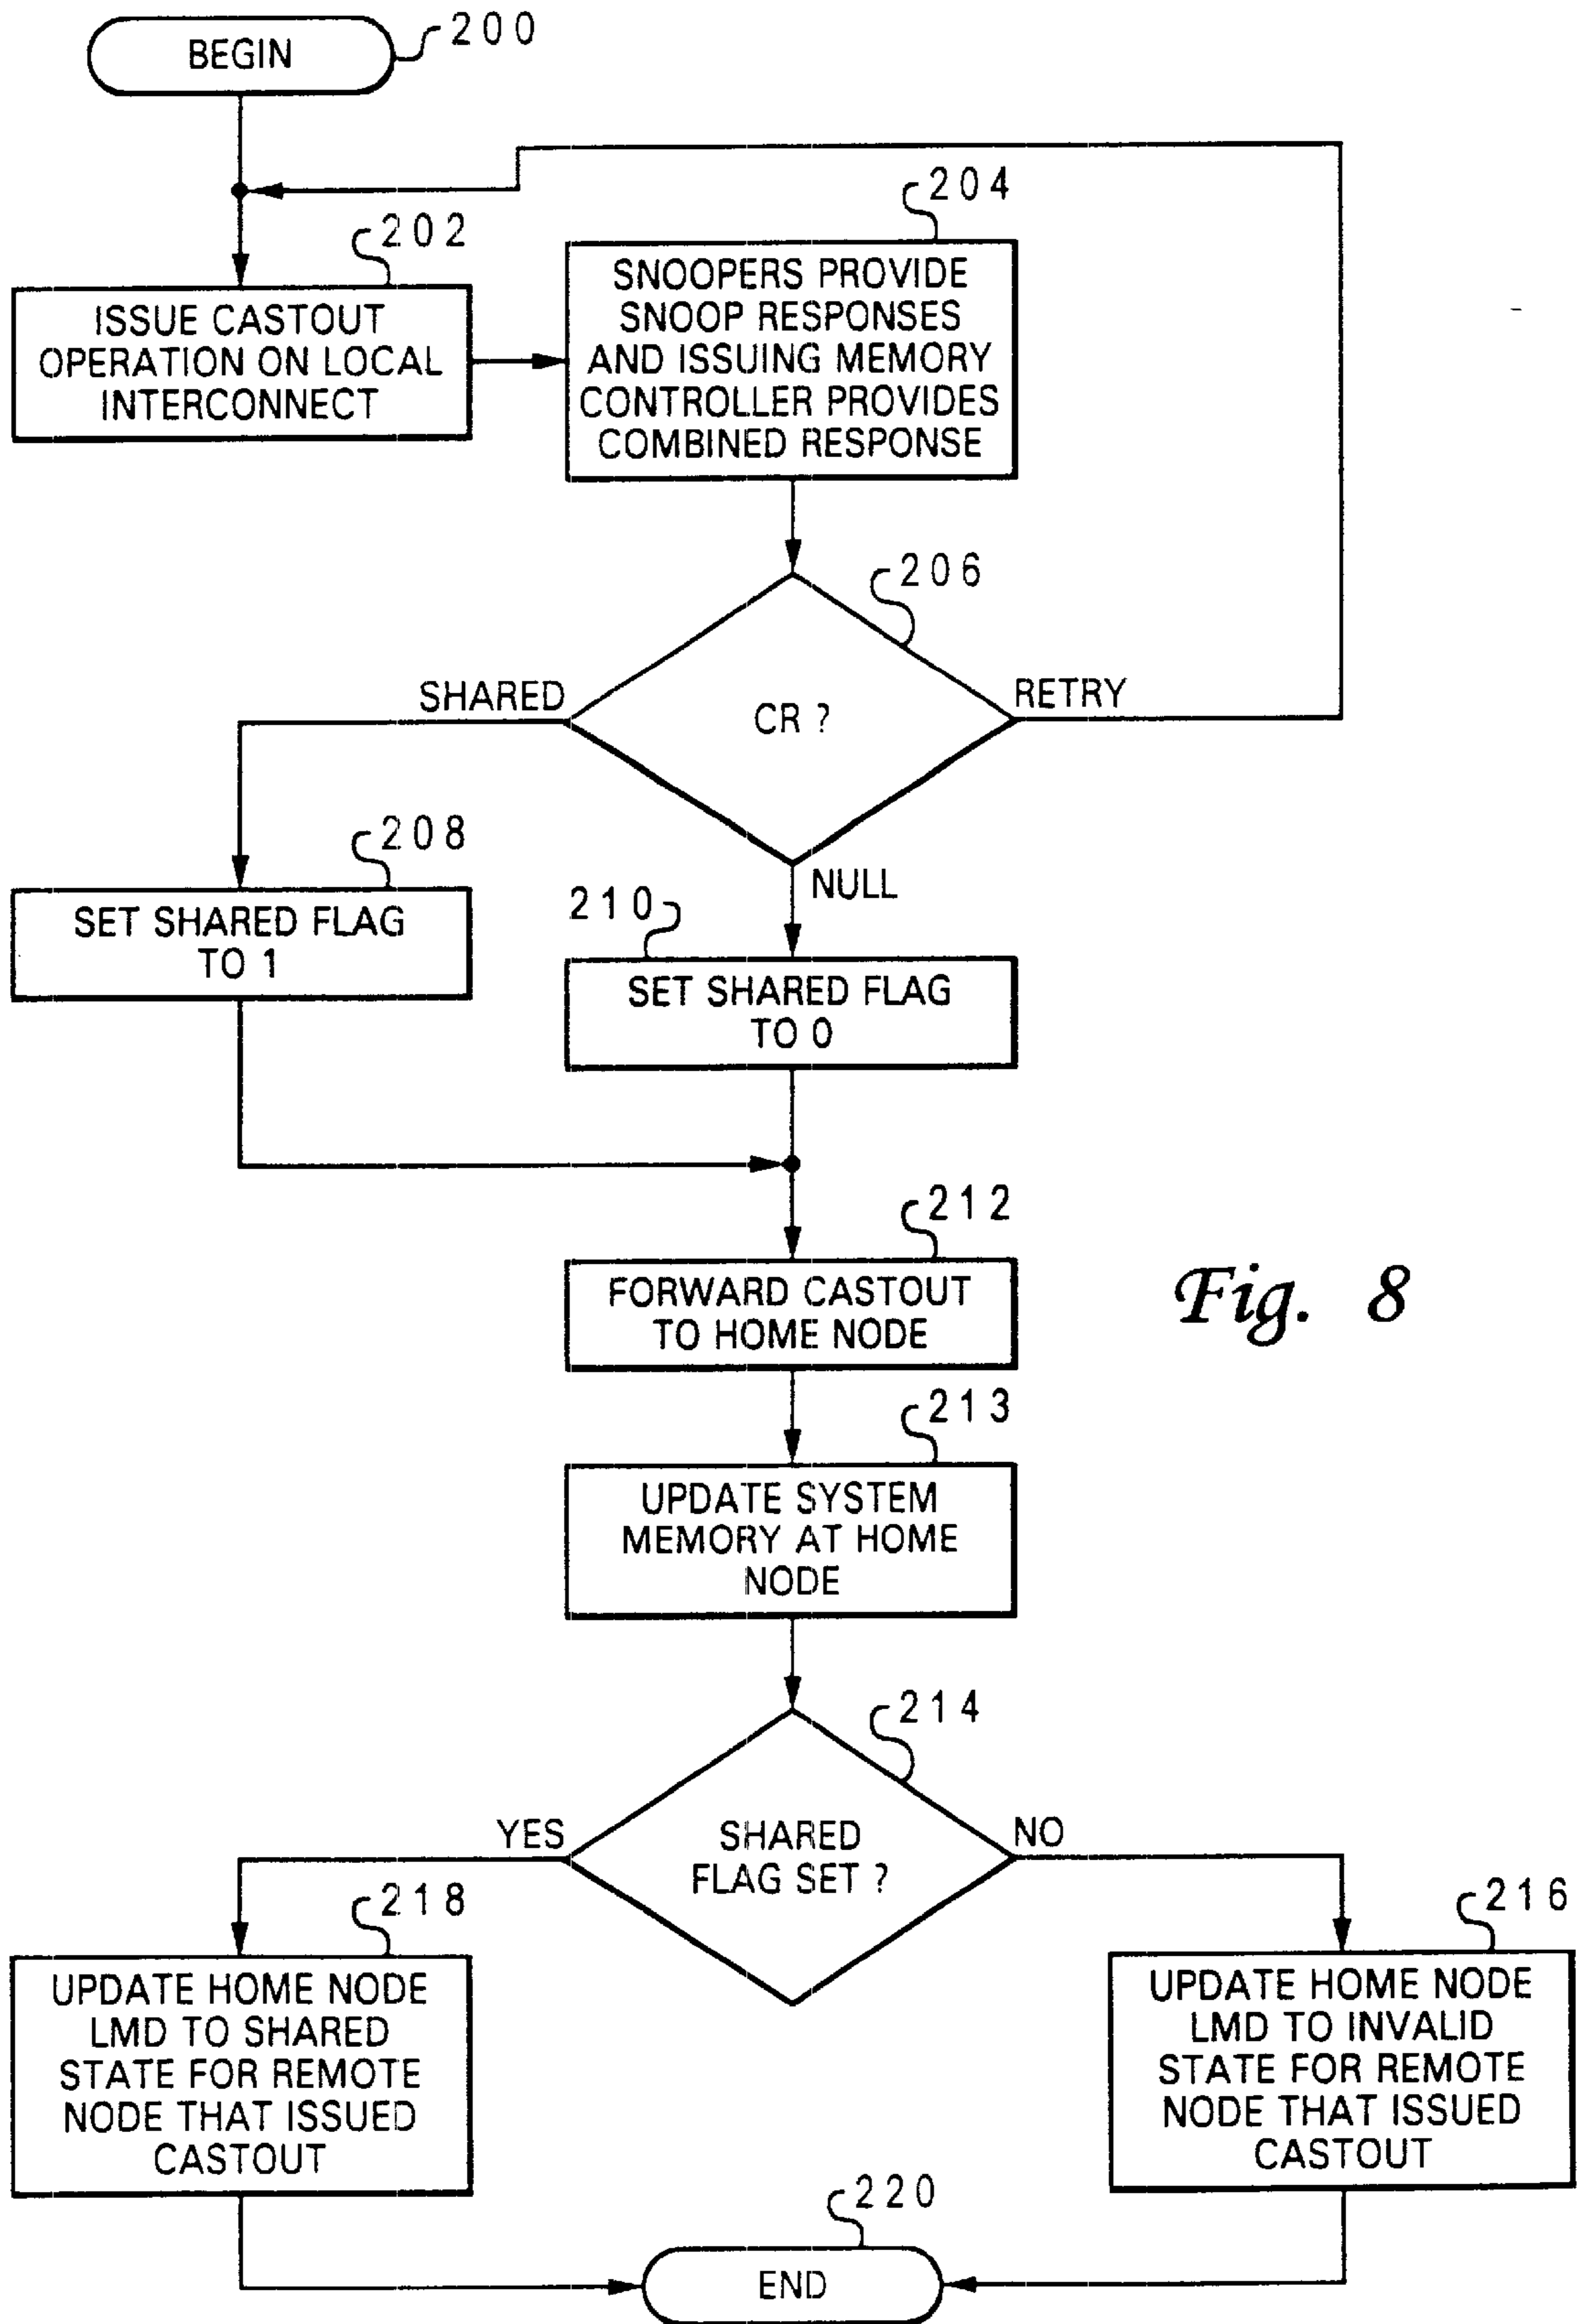 BEGIN
200
202
ISSUE CASTOUT
OPERATION ON LOCAL
INTERCONNECT
204
SNOOPERS PROVIDE
SNOOP RESPONSES
AND ISSUING MEMORY
CONTROLLER PROVIDES
COMBINED RESPONSE
206
CR ?
SHARED
RETRY
NULL
208
SET SHARED FLAG
TO 1
210
SET SHARED FLAG
TO 0
212
FORWARD CASTOUT
TO HOME NODE
Fig. 8
213
UPDATE SYSTEM
MEMORY AT HOME
NODE
214
SHARED
FLAG SET ?
YES
NO
218
UPDATE HOME NODE
LMD TO SHARED
STATE FOR REMOTE
NODE THAT ISSUED
CASTOUT
216
UPDATE HOME NODE
LMD TO INVALID
STATE FOR REMOTE
NODE THAT ISSUED
CASTOUT
220
END